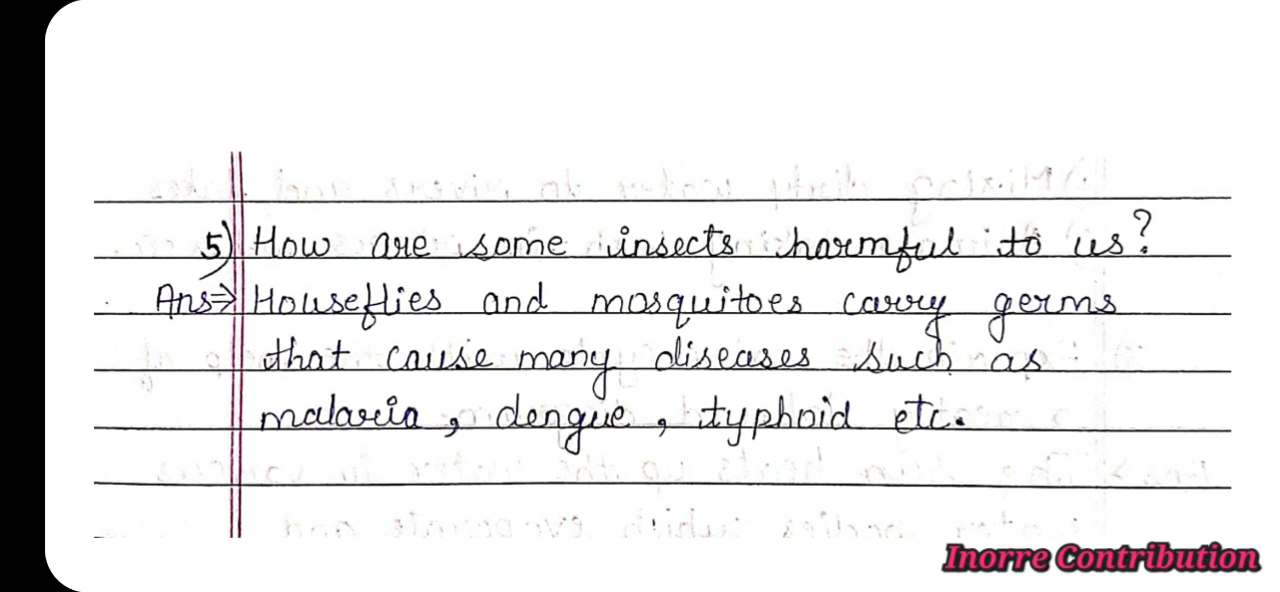 5) How are some insects harmful to us?
Ans⇒ Houseflies and mosquitoes carry germs
that cause many diseases such as
malaria, dengue, typhoid etc.
Inorre Contribution